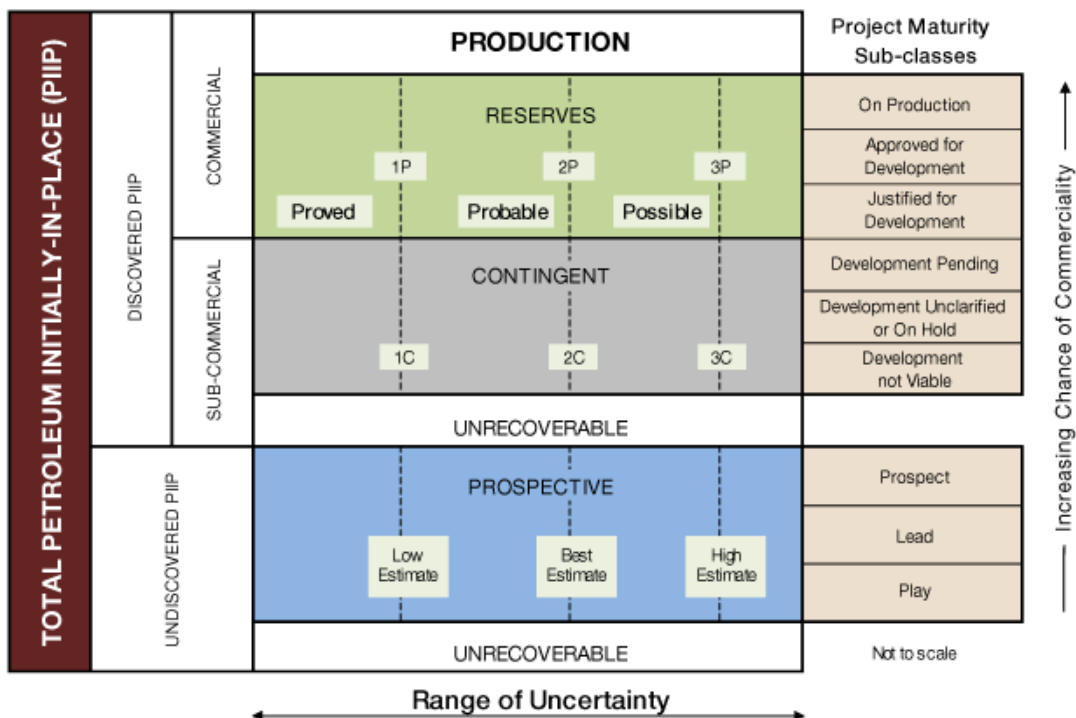 TOTAL PETROLEUM INITIALLY-IN-PLACE (PIIP)
DISCOVERED PIIP
UNDISCOVERED PIIP
COMMERCIAL
SUB-COMMERCIAL
PRODUCTION
RESERVES
1P
2P
3P
Proved
Probable
Possible
CONTINGENT
1C
2C
3C
UNRECOVERABLE
PROSPECTIVE
Low
Estimate
Best
Estimate
High
Estimate
UNRECOVERABLE
Range of Uncertainty
Project Maturity
Sub-classes
On Production
Approved for
Development
Justified for
Development
Development Pending
Development Unclarified
or On Hold
Development
not Viable
Prospect
Lead
Play
Not to scale
Increasing Chance of Commerciality